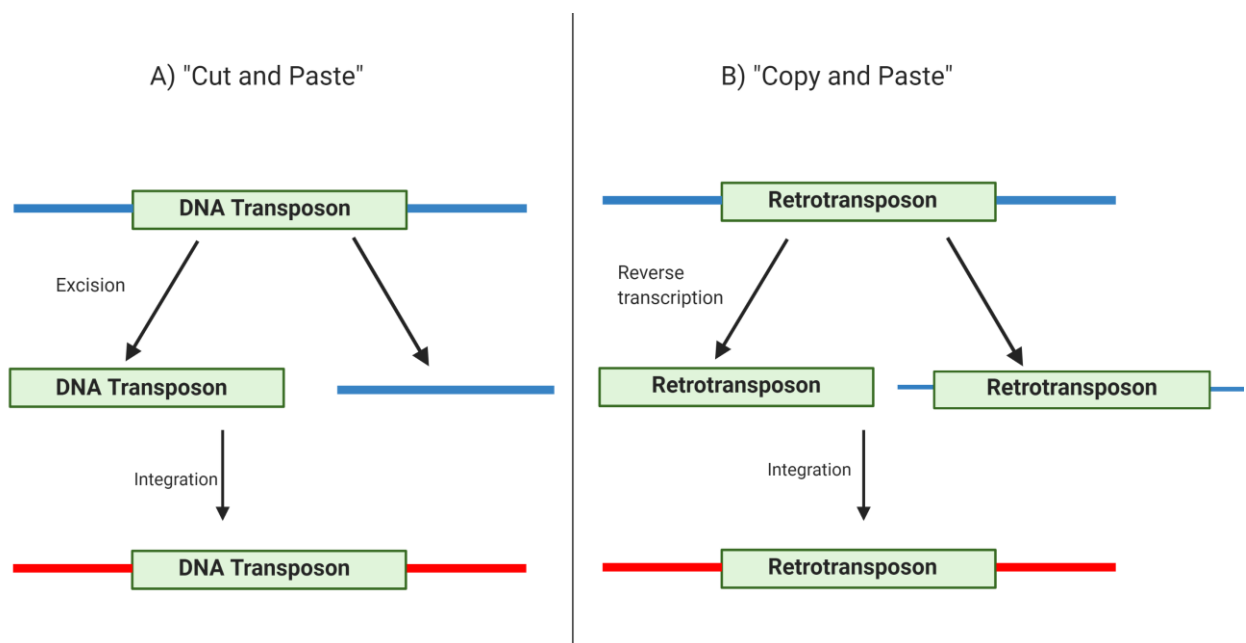 A) "Cut and Paste"
DNA Transposon
Excision
DNA Transposon
Integration
DNA Transposon
B) "Copy and Paste"
Retrotransposon
Reverse
transcription
Retrotransposon
Retrotransposon
Integration
Retrotransposon